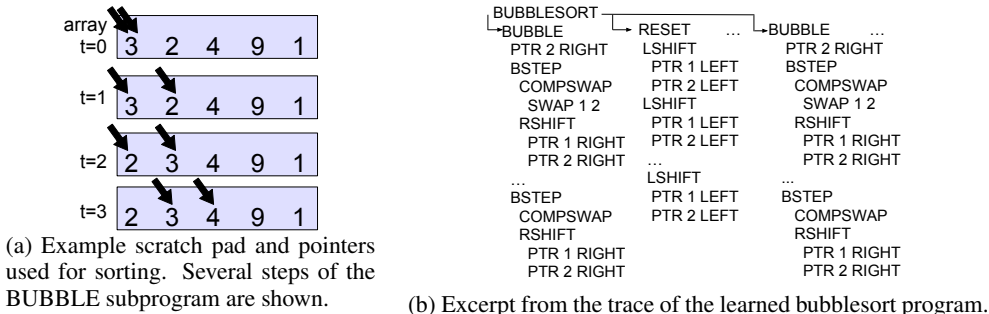 array
t=0 3 2 4 9 1
t=1 3 2 4 9 1
t=2 2 3 4 9 1
t=3 2 3 4 9 1
(a) Example scratch pad and pointers
used for sorting. Several steps of the
BUBBLE subprogram are shown.
BUBBLESORT
BUBBLE
PTR 2 RIGHT
BSTEP
COMPSWAP
SWAP 1 2
RSHIFT
PTR 1 RIGHT
PTR 2 RIGHT
...
BSTEP
COMPSWAP
RSHIFT
PTR 1 RIGHT
PTR 2 RIGHT
RESET ...
LSHIFT
PTR 1 LEFT
PTR 2 LEFT
LSHIFT
PTR 1 LEFT
PTR 2 LEFT
...
LSHIFT
PTR 1 LEFT
PTR 2 LEFT
BUBBLE ...
PTR 2 RIGHT
BSTEP
COMPSWAP
SWAP 1 2
RSHIFT
PTR 1 RIGHT
PTR 2 RIGHT
...
BSTEP
COMPSWAP
RSHIFT
PTR 1 RIGHT
PTR 2 RIGHT
(b) Excerpt from the trace of the learned bubblesort program.